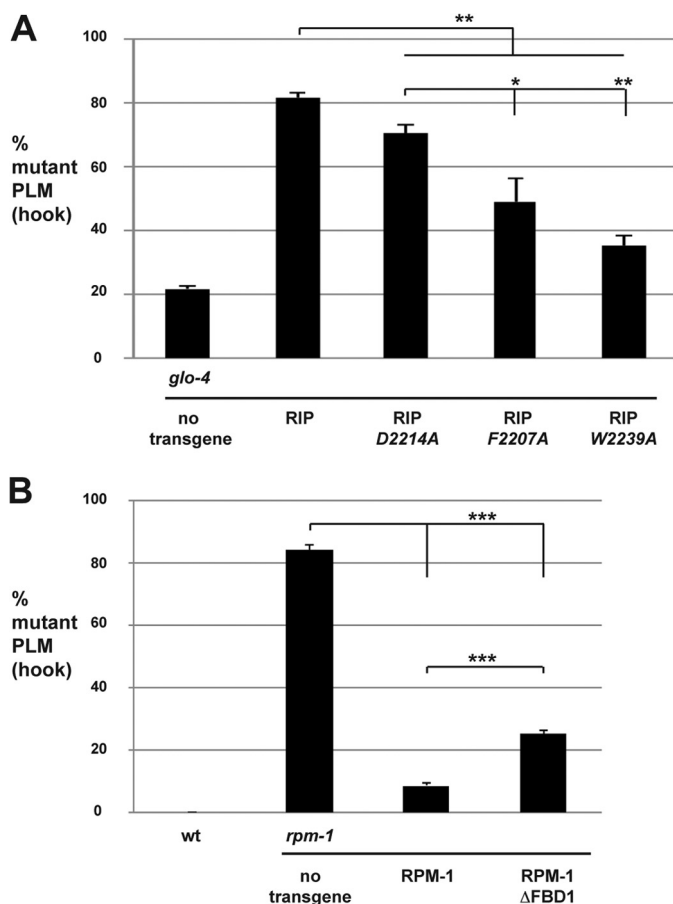 A
100
80
60
40
20
0
%
mutant
PLM
(hook)
**
* **
glo-4
no transgene
RIP
RIP D2214A
RIP F2207A
RIP W2239A
B
100
80
60
40
20
0
%
mutant
PLM
(hook)
***
***
wt
rpm-1
no transgene
RPM-1
RPM-1 ΔFBD1